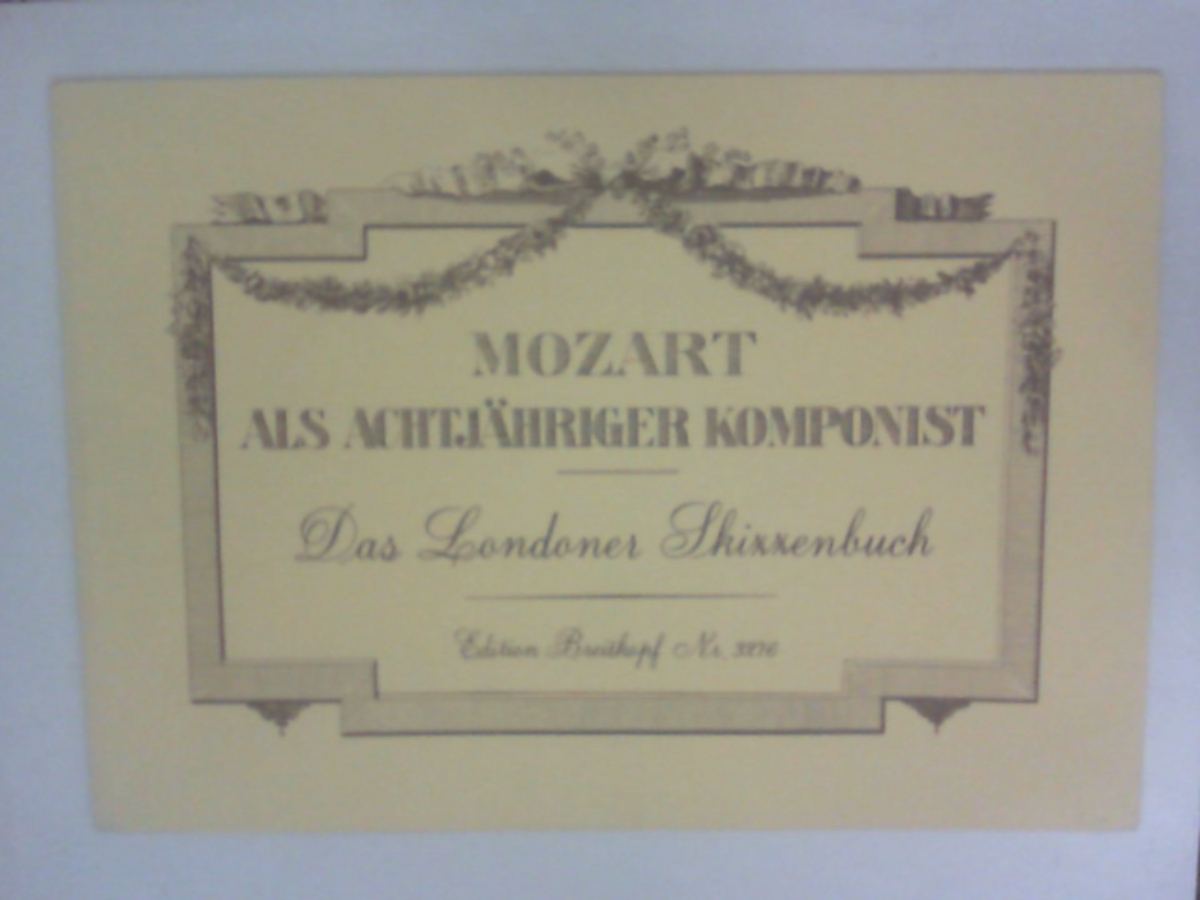 MOZART
ALS ACHTJÄHRIGER KOMPONIST
Das Londoner Skizzenbuch
Edition Breitkopf Nr.